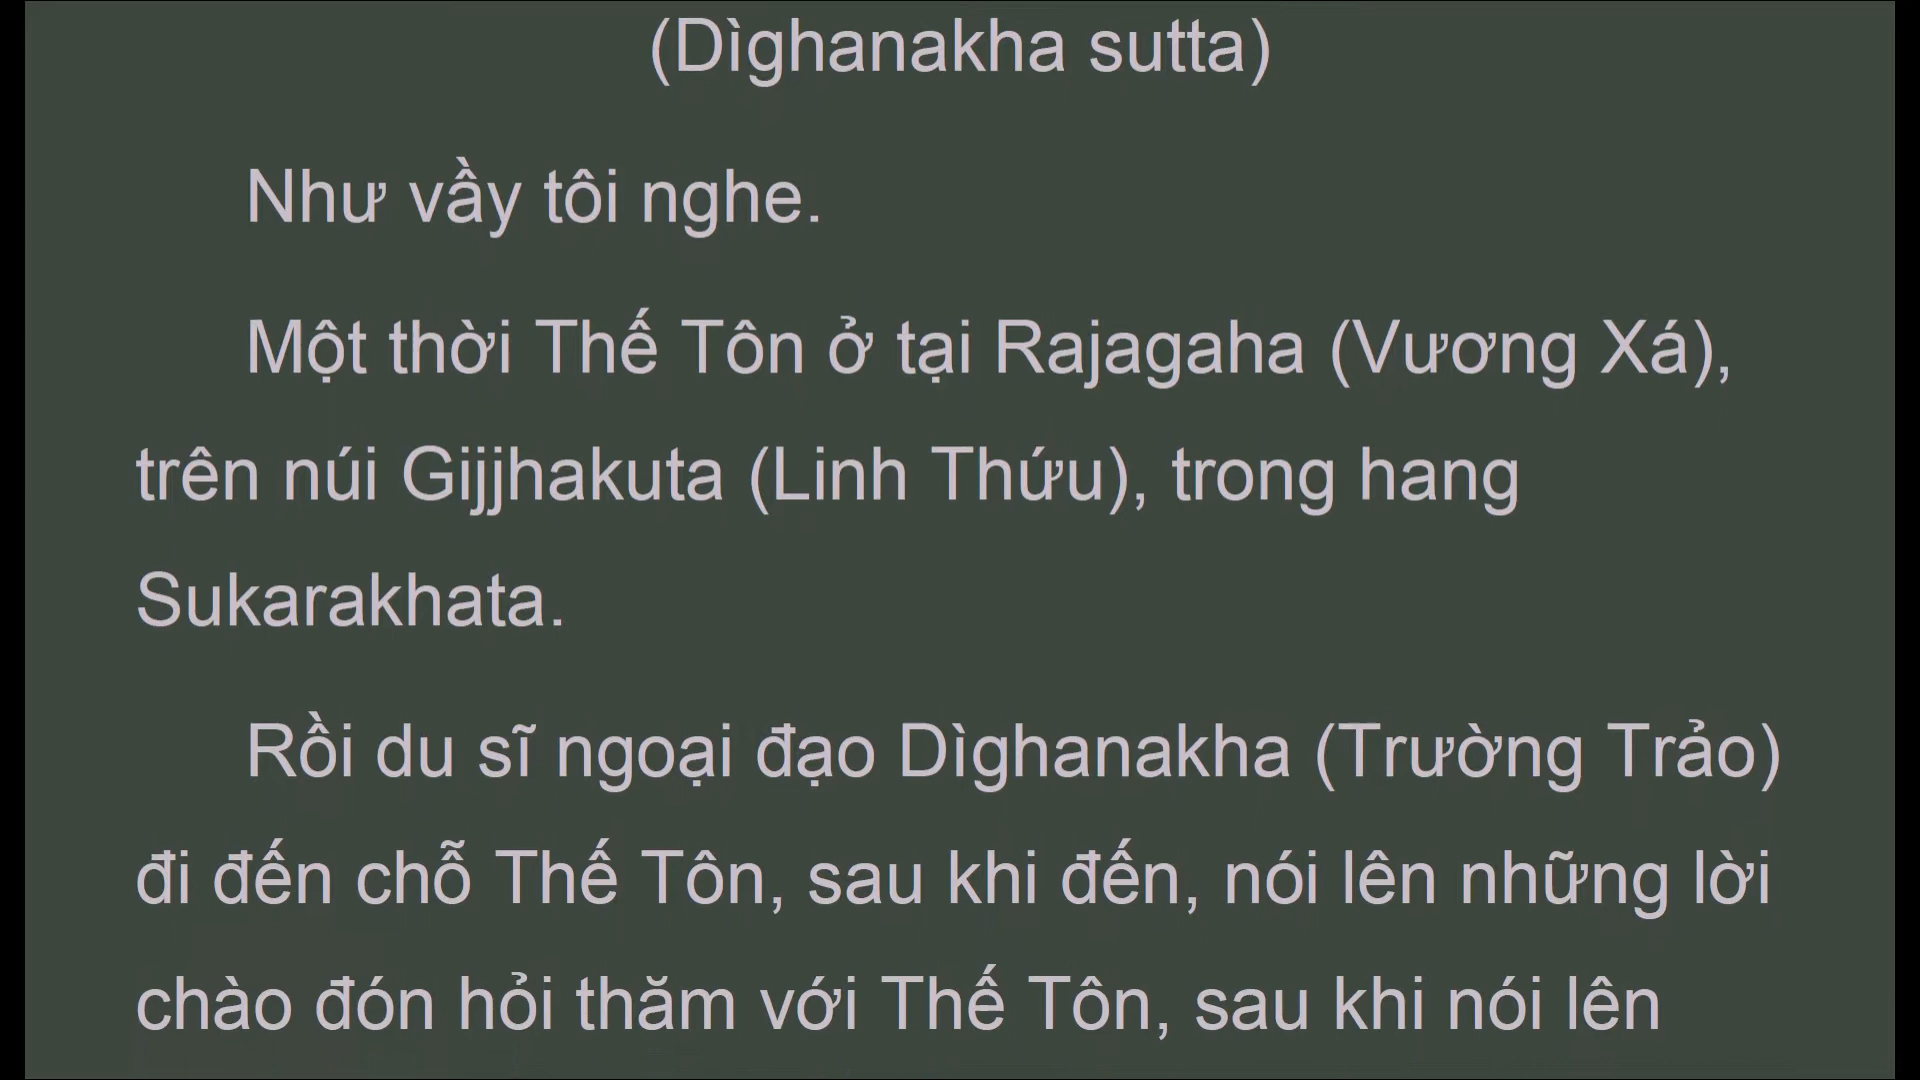 (Dìghanakha sutta)
Như vầy tôi nghe.
Một thời Thế Tôn ở tại Rajagaha (Vương Xá),
trên núi Gijjhakuta (Linh Thứu), trong hang
Sukarakhata.
Rồi du sĩ ngoại đạo Dìghanakha (Trường Trảo)
đi đến chỗ Thế Tôn, sau khi đến, nói lên những lời
chào đón hỏi thăm với Thế Tôn, sau khi nói lên